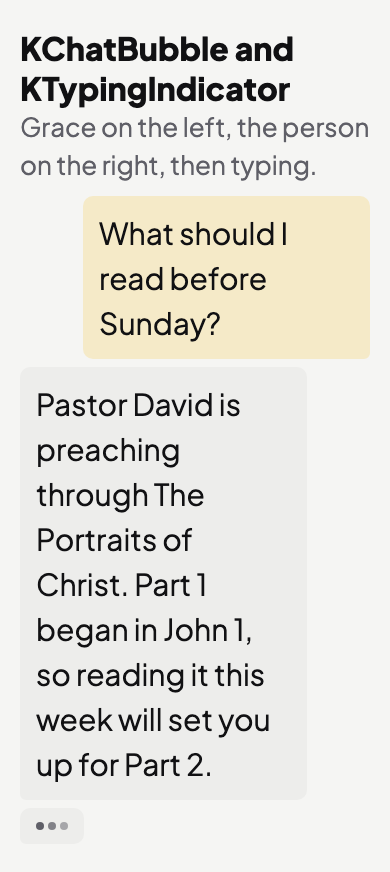 KChatBubble and
KTypingIndicator
Grace on the left, the person
on the right, then typing.
What should I
read before
Sunday?
Pastor David is
preaching
through The
Portraits of
Christ. Part 1
began in John 1,
so reading it this
week will set you
up for Part 2.